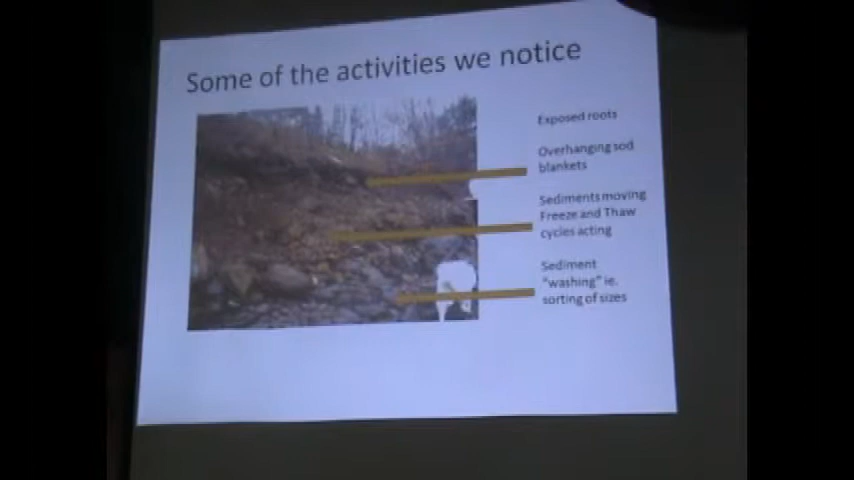 Some of the activities we notice
Exposed roots
Overhanging sod
blankets
Sediments moving
Freeze and Thaw
cycles acting
Sediment
"washing" ie.
sorting of sizes